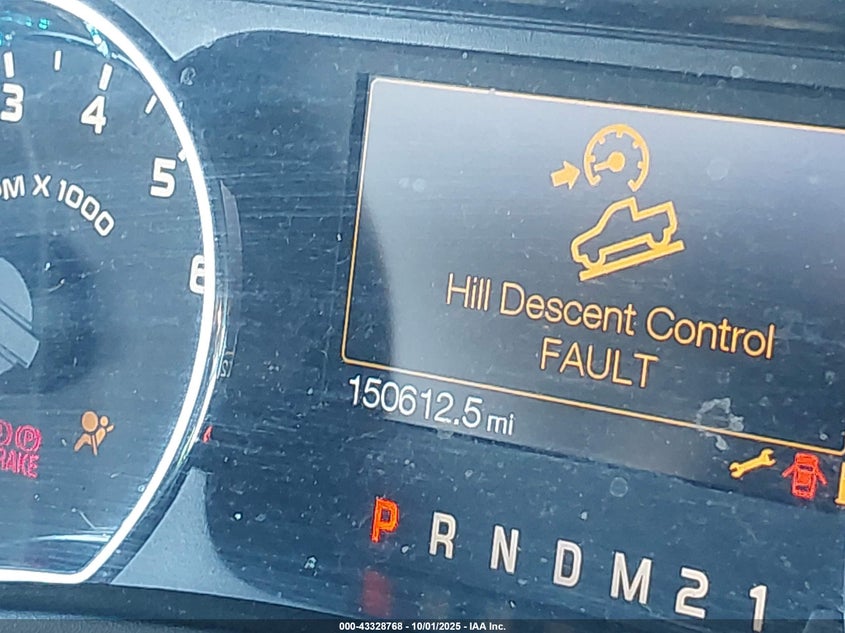 3
4
5
6
X 1000
Hill Descent Control
FAULT
150612.5 mi
P R N D M 2 1
000-43328768 - 10/01/2025 - IAA Inc.